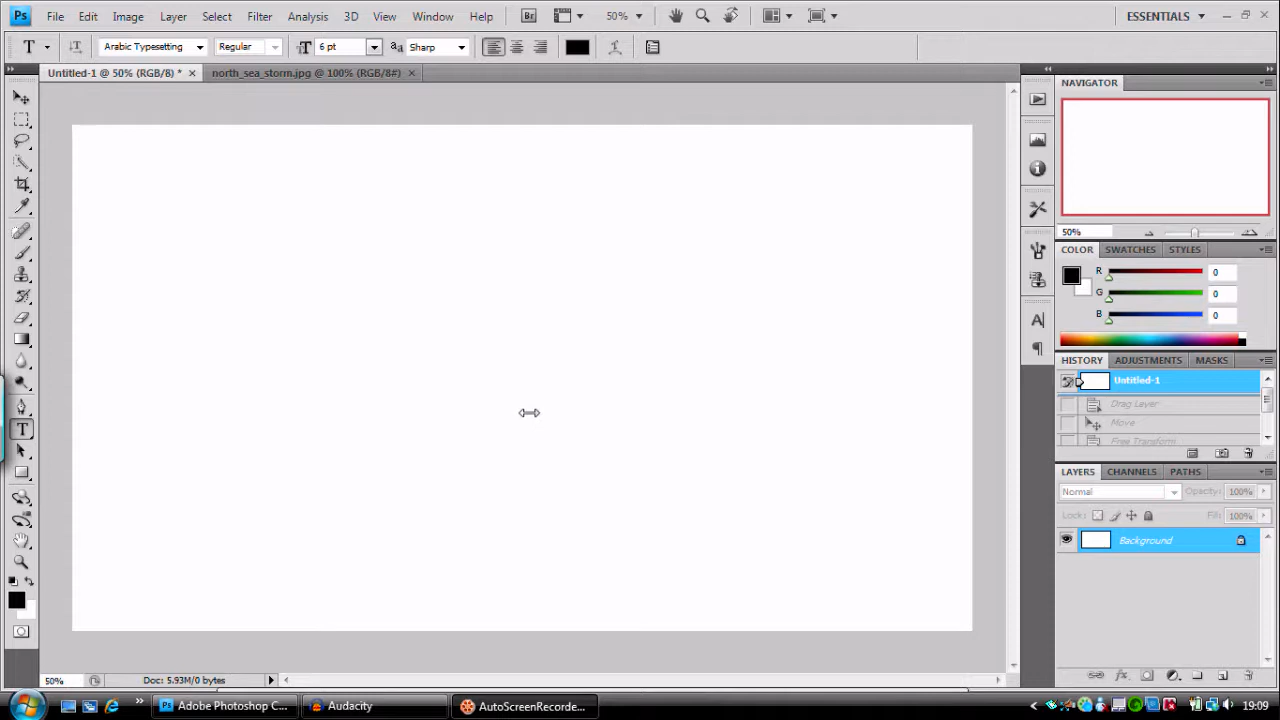 Ps File Edit Image Layer Select Filter Analysis 3D View Window Help Br 50% ESSENTIALS
T Arabic Typesetting Regular 6 pt Sharp
Untitled-1 @ 50% (RGB/8) * north_sea_storm.jpg @ 100% (RGB/8#)
NAVIGATOR
50%
COLOR SWATCHES STYLES
R 0
G 0
B 0
HISTORY ADJUSTMENTS MASKS
Untitled-1
Drag Layer
Move
Free Transform
LAYERS CHANNELS PATHS
Normal Opacity: 100%
Lock: Fill: 100%
Background
50% Doc: 5.93M/0 bytes
Adobe Photoshop C... Audacity AutoScreenRecorde... 19:09